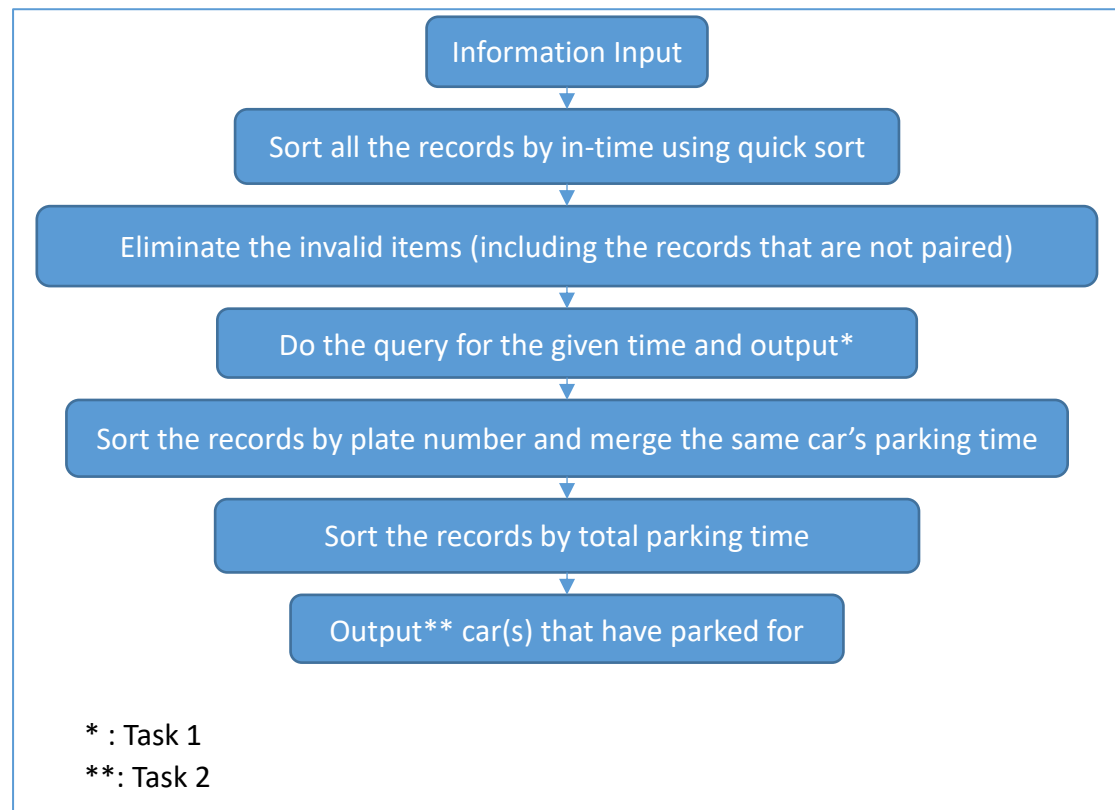 Information Input
Sort all the records by in-time using quick sort
Eliminate the invalid items (including the records that are not paired)
Do the query for the given time and output*
Sort the records by plate number and merge the same car’s parking time
Sort the records by total parking time
Output** car(s) that have parked for
* : Task 1
**: Task 2